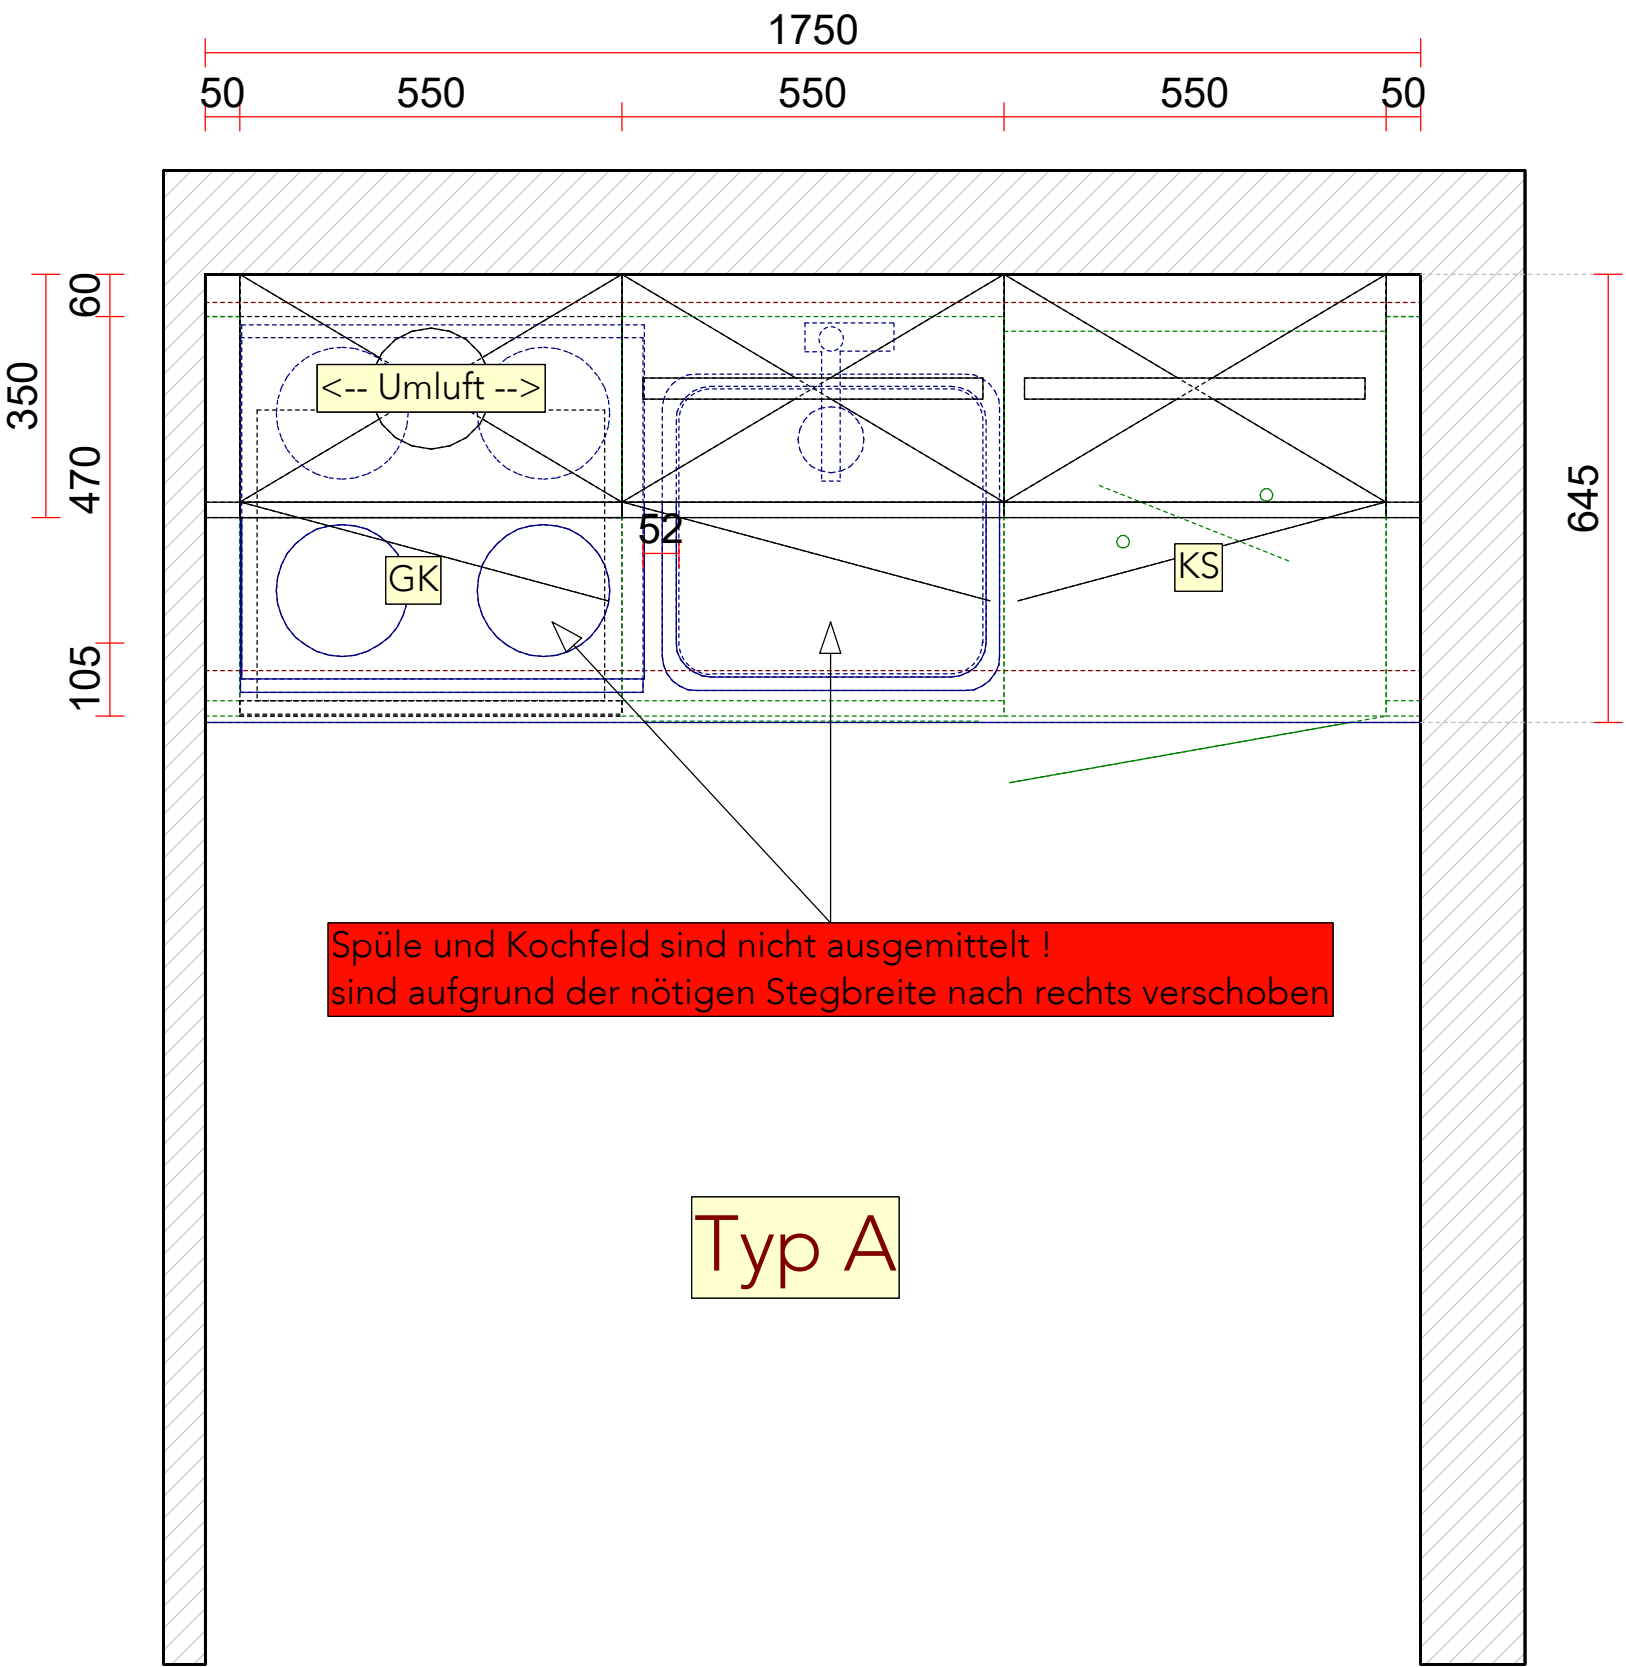 1750
50 550 550 550 50
60
350
470
105
645
<-- Umluft -->
52
GK
KS
Spüle und Kochfeld sind nicht ausgemittelt !
sind aufgrund der nötigen Stegbreite nach rechts verschoben
Typ A